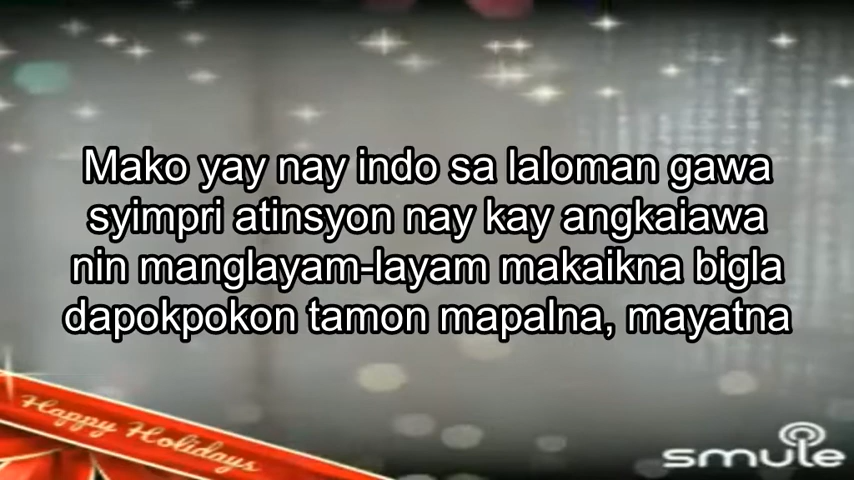 Mako yay nay indo sa laloman gawa
syimpri atinsyon nay kay angkaiawa
nin manglayam-layam makaikna bigla
dapokpokon tamon mapalna, mayatna
Happy Holidays
smule